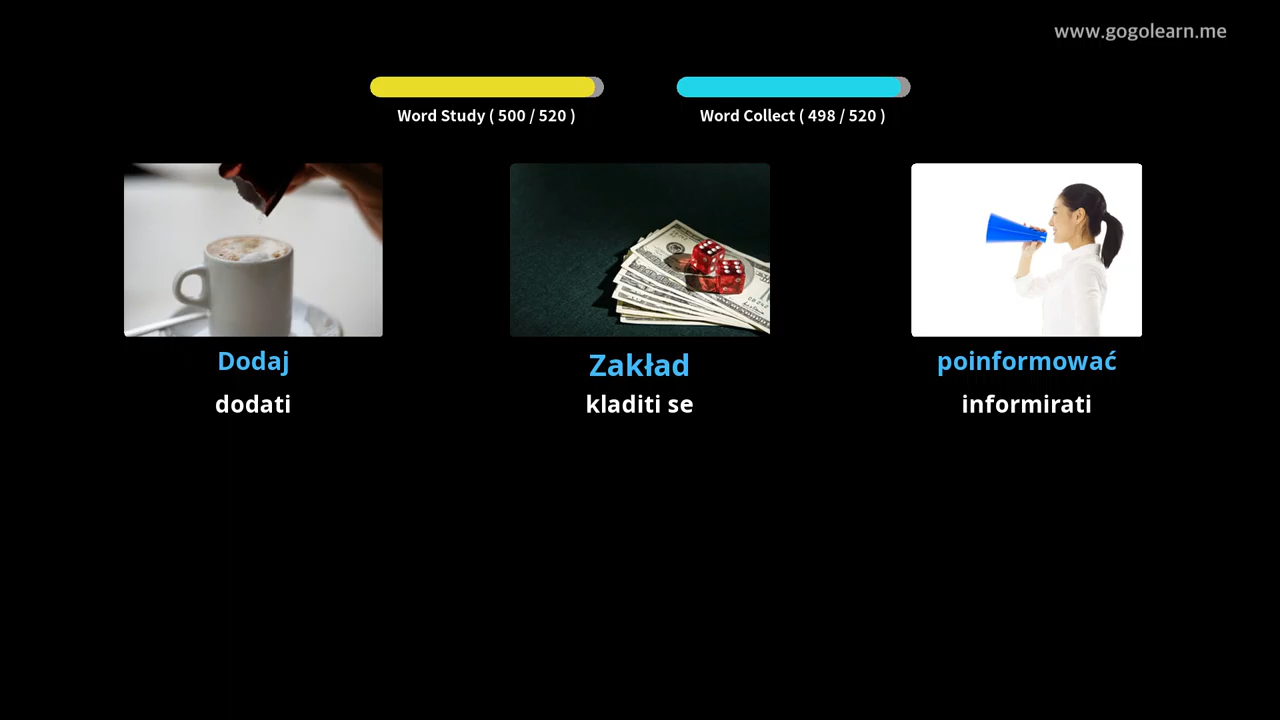 www.gogolearn.me
Word Study ( 500 / 520 )
Word Collect ( 498 / 520 )
Dodaj
Zakład
poinformować
dodati
kladiti se
informirati